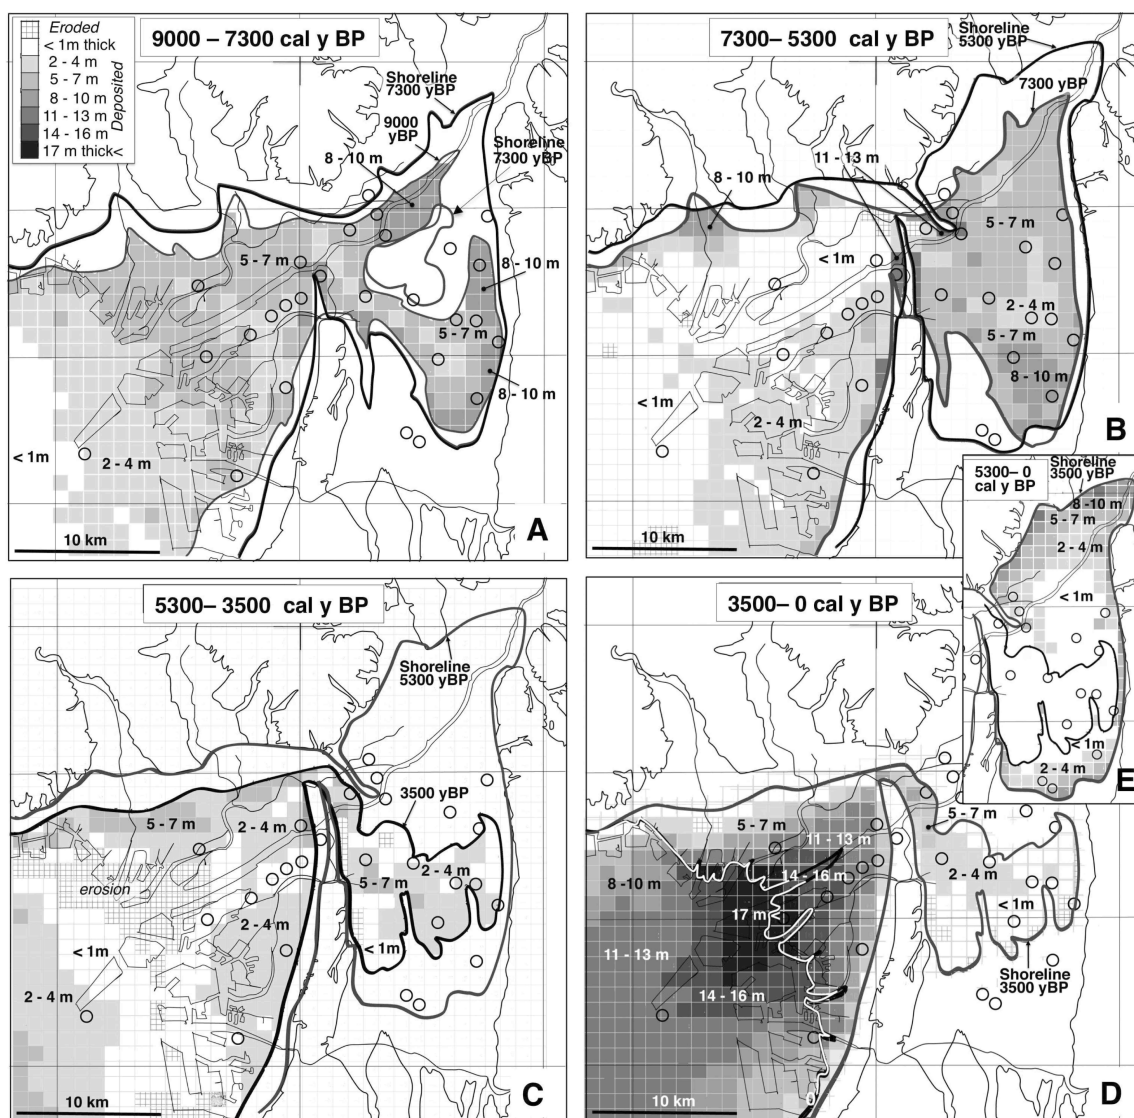 Eroded
< 1m thick
2 - 4 m
5 - 7 m
8 - 10 m
11 - 13 m
14 - 16 m
17 m thick<
Deposited
9000 – 7300 cal y BP
Shoreline
7300 yBP
9000
yBP
Shoreline
7300 yBP
8 - 10 m
5 - 7 m
8 - 10 m
5 - 7 m
8 - 10 m
< 1m
2 - 4 m
10 km
A
7300– 5300 cal y BP
Shoreline
5300 yBP
7300 yBP
11 - 13 m
8 - 10 m
5 - 7 m
< 1m
2 - 4 m
5 - 7 m
8 - 10 m
< 1m
2 - 4 m
10 km
B
5300– 0
cal y BP
Shoreline
3500 yBP
8 -10 m
5 - 7 m
2 - 4 m
< 1m
< 1m
2 - 4 m
E
5300– 3500 cal y BP
Shoreline
5300 yBP
3500 yBP
5 - 7 m
2 - 4 m
erosion
5 - 7 m
2 - 4 m
2 - 4 m
< 1m
< 1m
2 - 4 m
10 km
C
3500– 0 cal y BP
5 - 7 m
11 - 13 m
5 - 7 m
8 -10 m
14 - 16 m
2 - 4 m
17 m<
< 1m
11 - 13 m
14 - 16 m
Shoreline
3500 yBP
0
10 km
D